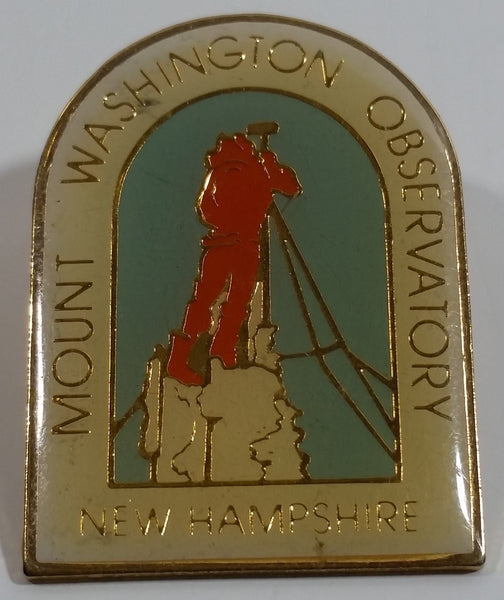 MOUNT WASHINGTON OBSERVATORY
NEW HAMPSHIRE